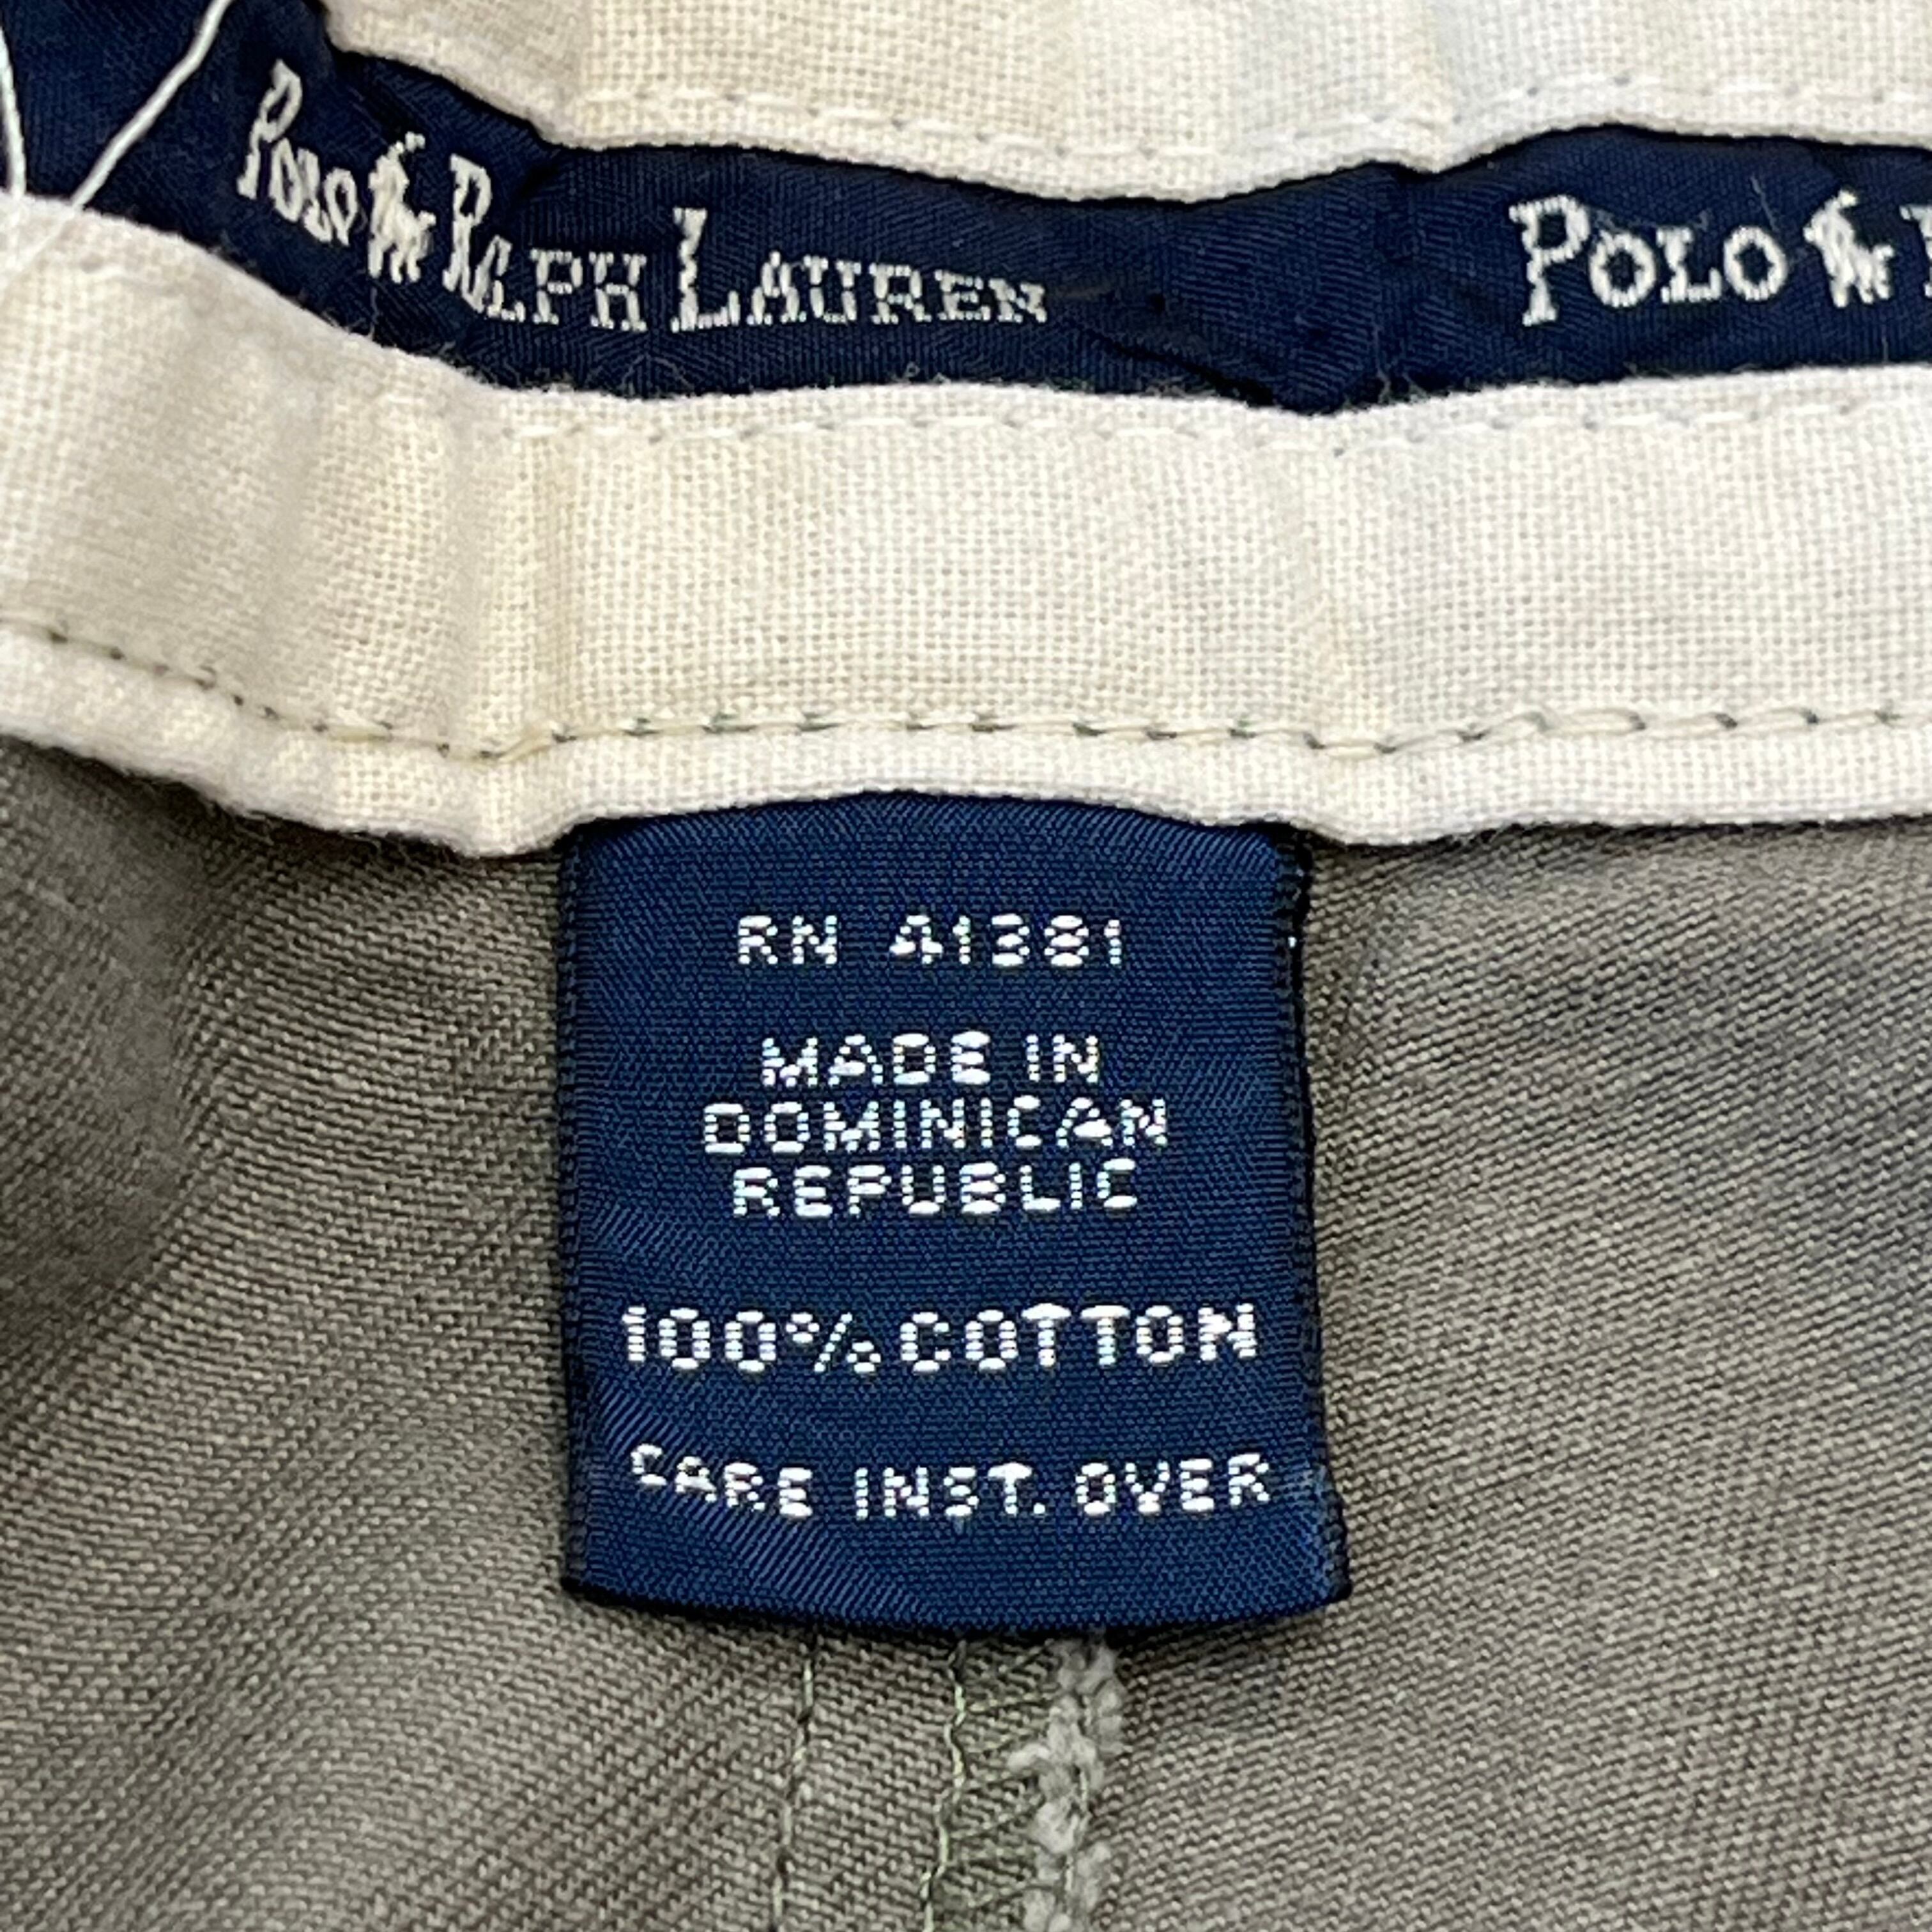 POLO RALPH LAUREN
POLO
RN 41381
MADE IN
DOMINICAN
REPUBLIC
100% COTTON
CARE INST. OVER